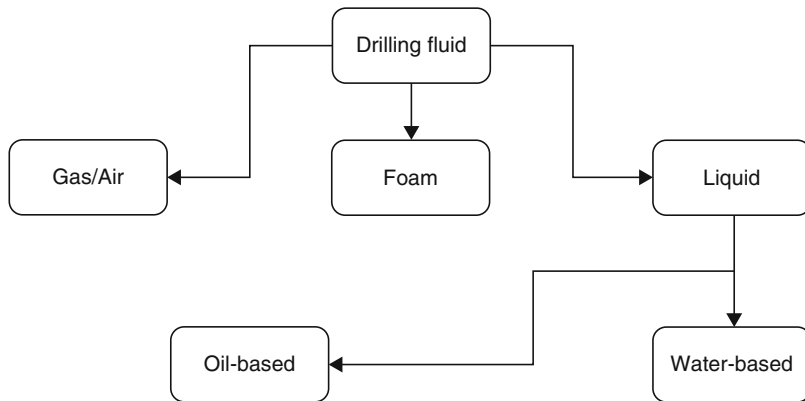 Drilling fluid
Gas/Air
Foam
Liquid
Oil-based
Water-based